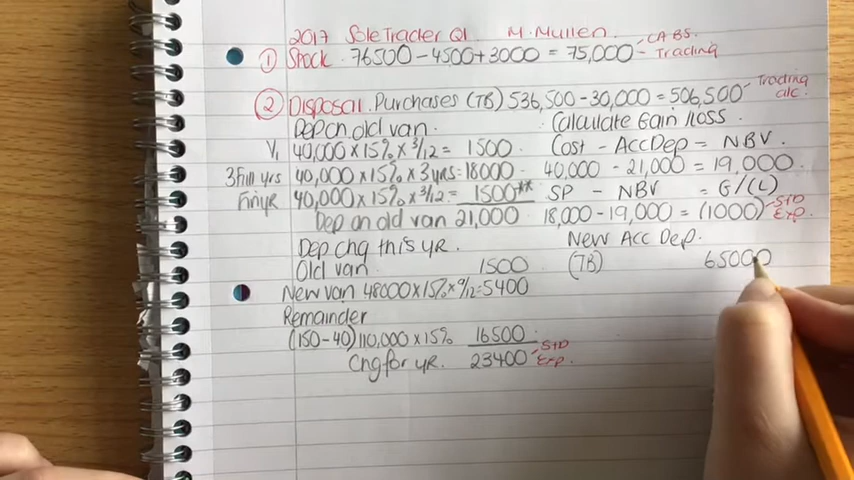 2017 Sole Trader Q1 M. Mullen.
① Stock. 76500 - 4500 + 3000 = 75,000 - CA BS. - Trading
② Disposal. Purchases (TB) 536,500 - 30,000 = 506,500 - Trading alc.
Dep on old van. Calculate Gain/Loss
Y1 40,000 x 15% x 3/12 = 1500 Cost - Acc Dep = NBV.
3 Full yrs 40,000 x 15% x 3 yrs = 18000 40,000 - 21,000 = 19,000.
Fin yr 40,000 x 15% x 3/12 = 1500** SP - NBV = G/(L)
Dep on old van 21,000 18,000 - 19,000 = (1000) - S+D Exp.
Dep chg this yr. New Acc Dep.
Old van 1500 (TB) 65000
New van 48000 x 15% x 9/12 = 5400
Remainder
(150 - 40) 110,000 x 15% 16500
Chg for yr. 23400 - S+D Exp.